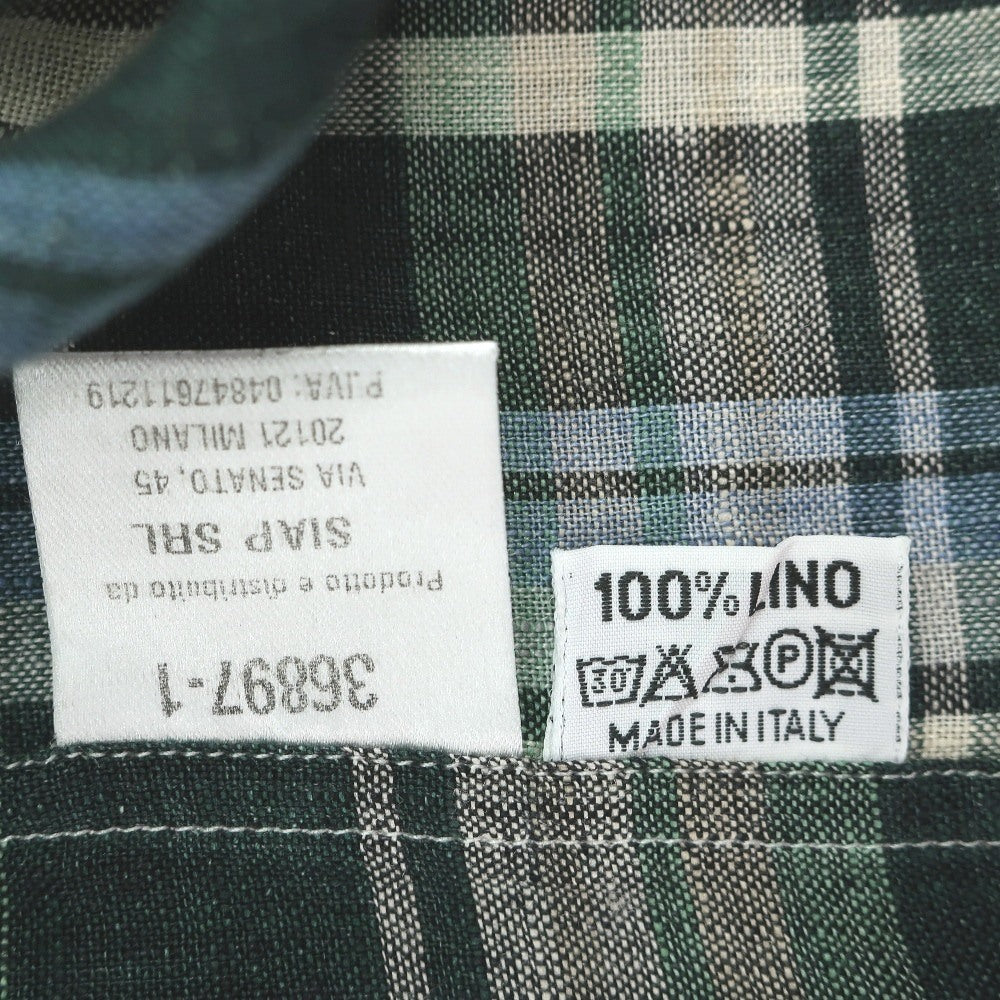 36897-1
Prodotto e distribuito da
SIAP SRL
VIA SENATO, 45
20121 MILANO
P.IVA: 04847611219
100% LINO
30 P
MADE IN ITALY